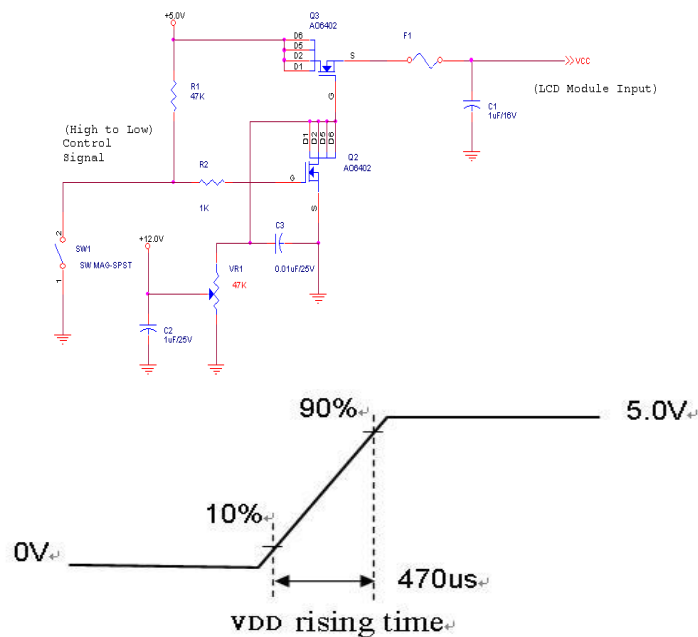 Q3
AO6402
+5.0V
D6
D5
D2
D1
S
G
F1
VCC
(LCD Module Input)
C1
1uF/16V
R1
47K
(High to Low)
Control
Signal
D1
D2
D5
D6
Q2
AO6402
G
S
R2
1K
2
SW1
SW MAG-SPST
1
+12.0V
C3
0.01uF/25V
VR1
47K
C2
1uF/25V
90%
5.0V
10%
0V
470us
VDD rising time